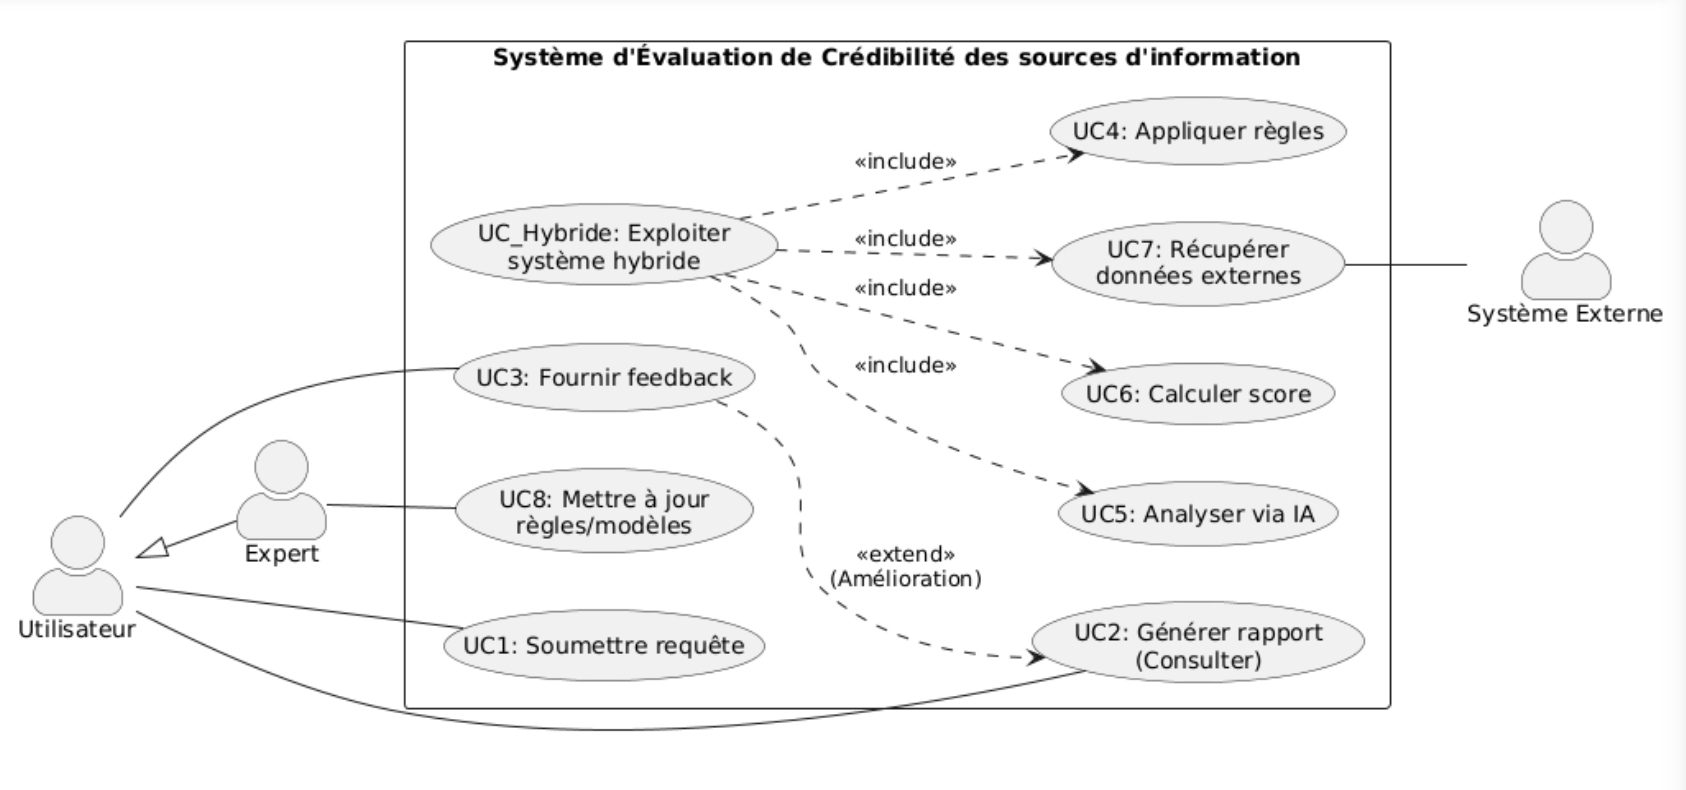 Système d'Évaluation de Crédibilité des sources d'information
UC4: Appliquer règles
«include»
UC_Hybride: Exploiter
système hybride
«include»
UC7: Récupérer
données externes
«include»
Système Externe
UC3: Fournir feedback
«include»
UC6: Calculer score
UC8: Mettre à jour
règles/modèles
UC5: Analyser via IA
Expert
«extend»
(Amélioration)
Utilisateur
UC1: Soumettre requête
UC2: Générer rapport
(Consulter)